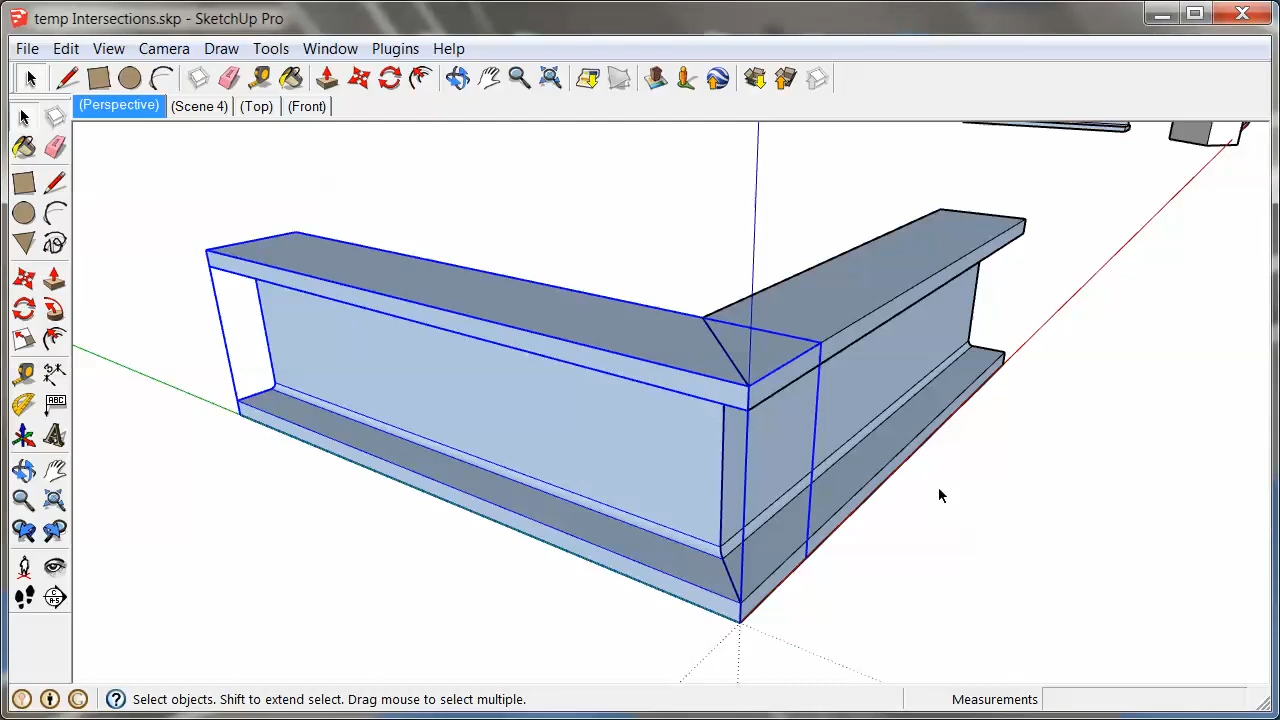 temp Intersections.skp - SketchUp Pro
File Edit View Camera Draw Tools Window Plugins Help
(Perspective) (Scene 4) (Top) (Front)
ABC
Select objects. Shift to extend select. Drag mouse to select multiple.
Measurements